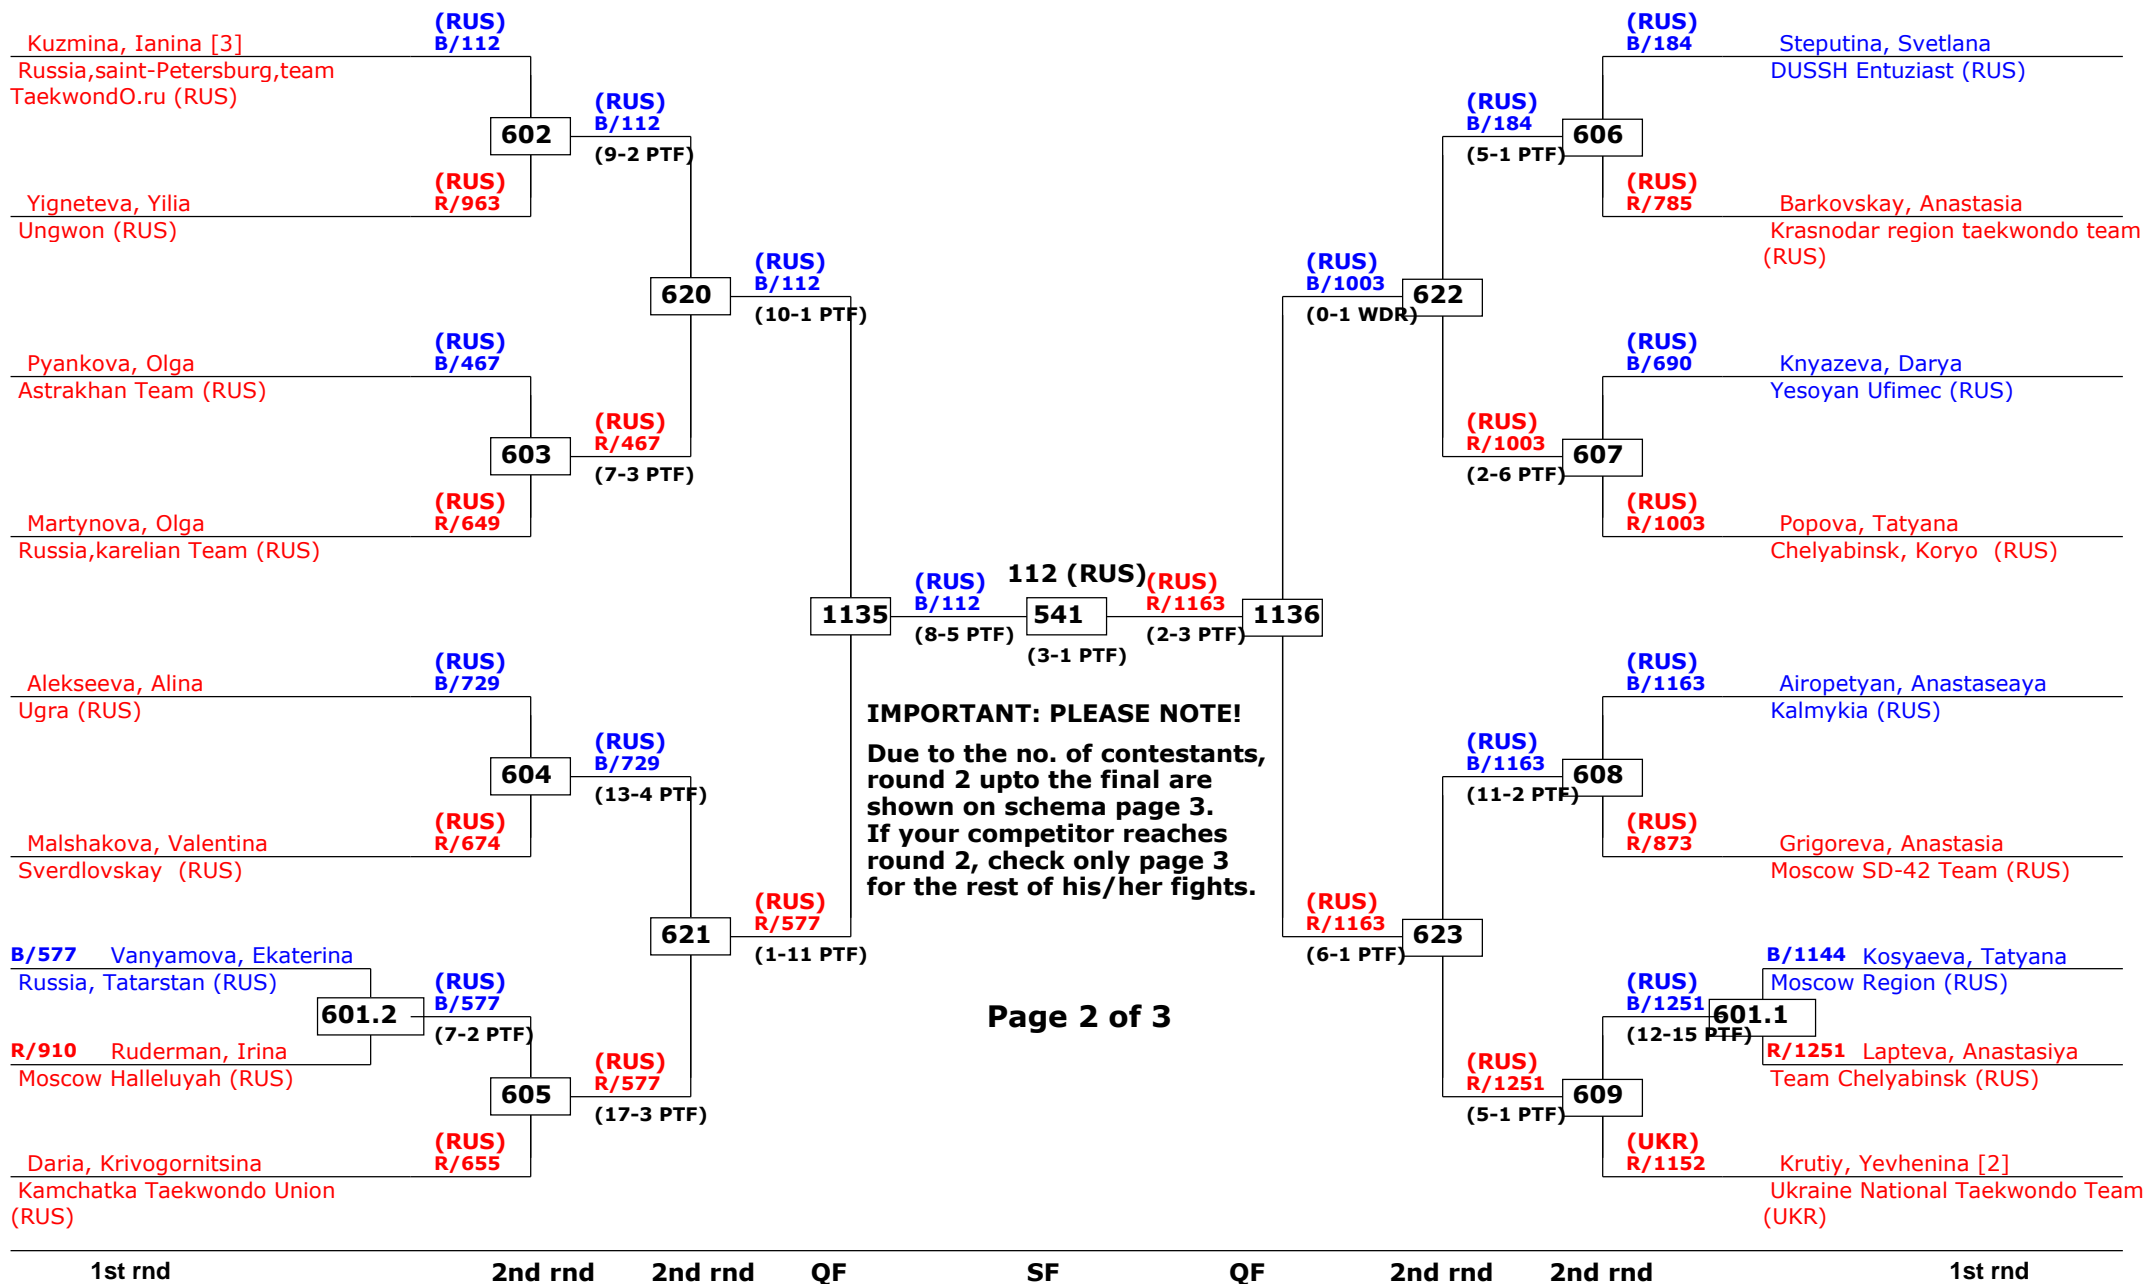 (RUS)
B/112
Kuzmina, Ianina [3]
Russia,saint-Petersburg,team
TaekwondO.ru (RUS)
602
(RUS)
B/112
(9-2 PTF)
(RUS)
R/963
Yigneteva, Yilia
Ungwon (RUS)
620
(RUS)
B/112
(10-1 PTF)
(RUS)
B/467
Pyankova, Olga
Astrakhan Team (RUS)
603
(RUS)
R/467
(7-3 PTF)
(RUS)
R/649
Martynova, Olga
Russia,karelian Team (RUS)
1135
(RUS)
B/112
(8-5 PTF)
112 (RUS)
541
(3-1 PTF)
(RUS)
R/1163
(2-3 PTF)
1136
(RUS)
B/729
Alekseeva, Alina
Ugra (RUS)
604
(RUS)
B/729
(13-4 PTF)
(RUS)
R/674
Malshakova, Valentina
Sverdlovskay (RUS)
621
(RUS)
R/577
(1-11 PTF)
B/577 Vanyamova, Ekaterina
Russia, Tatarstan (RUS)
601.2
(RUS)
B/577
(7-2 PTF)
R/910 Ruderman, Irina
Moscow Halleluyah (RUS)
605
(RUS)
R/577
(17-3 PTF)
(RUS)
R/655
Daria, Krivogornitsina
Kamchatka Taekwondo Union
(RUS)
IMPORTANT: PLEASE NOTE!
Due to the no. of contestants,
round 2 upto the final are
shown on schema page 3.
If your competitor reaches
round 2, check only page 3
for the rest of his/her fights.
Page 2 of 3
(RUS)
B/184
Steputina, Svetlana
DUSSH Entuziast (RUS)
(RUS)
B/184
(5-1 PTF)
606
(RUS)
R/785
Barkovskay, Anastasia
Krasnodar region taekwondo team
(RUS)
(RUS)
B/1003
(0-1 WDR)
622
(RUS)
B/690
Knyazeva, Darya
Yesoyan Ufimec (RUS)
(RUS)
R/1003
(2-6 PTF)
607
(RUS)
R/1003
Popova, Tatyana
Chelyabinsk, Koryo (RUS)
(RUS)
B/1163
Airopetyan, Anastaseaya
Kalmykia (RUS)
(RUS)
B/1163
(11-2 PTF)
608
(RUS)
R/873
Grigoreva, Anastasia
Moscow SD-42 Team (RUS)
(RUS)
R/1163
(6-1 PTF)
623
B/1144 Kosyaeva, Tatyana
Moscow Region (RUS)
(RUS)
B/1251
(12-15 PTF)
601.1
R/1251 Lapteva, Anastasiya
Team Chelyabinsk (RUS)
(RUS)
R/1251
(5-1 PTF)
609
(UKR)
R/1152
Krutiy, Yevhenina [2]
Ukraine National Taekwondo Team
(UKR)
1st rnd 2nd rnd 2nd rnd QF SF QF 2nd rnd 2nd rnd 1st rnd